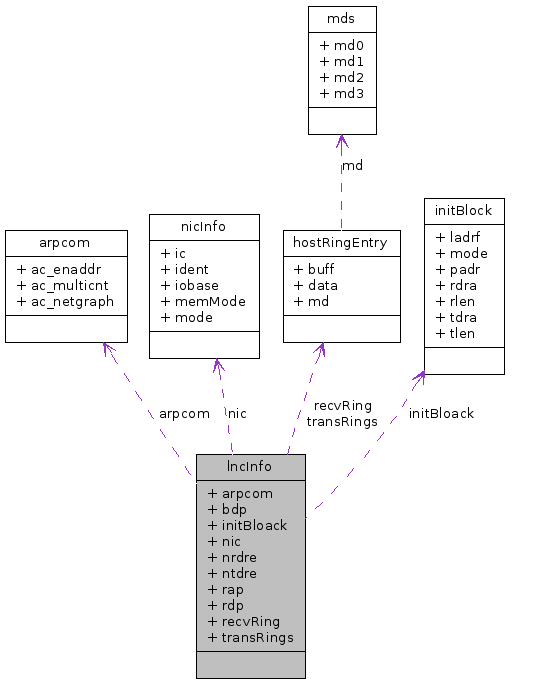 mds
+ md0
+ md1
+ md2
+ md3
md
arpcom
+ ac_enaddr
+ ac_multicnt
+ ac_netgraph
nicInfo
+ ic
+ ident
+ iobase
+ memMode
+ mode
hostRingEntry
+ buff
+ data
+ md
initBlock
+ ladrf
+ mode
+ padr
+ rdra
+ rlen
+ tdra
+ tlen
arpcom
nic
recvRing
transRings
initBloack
lncInfo
+ arpcom
+ bdp
+ initBloack
+ nic
+ nrdre
+ ntdre
+ rap
+ rdp
+ recvRing
+ transRings